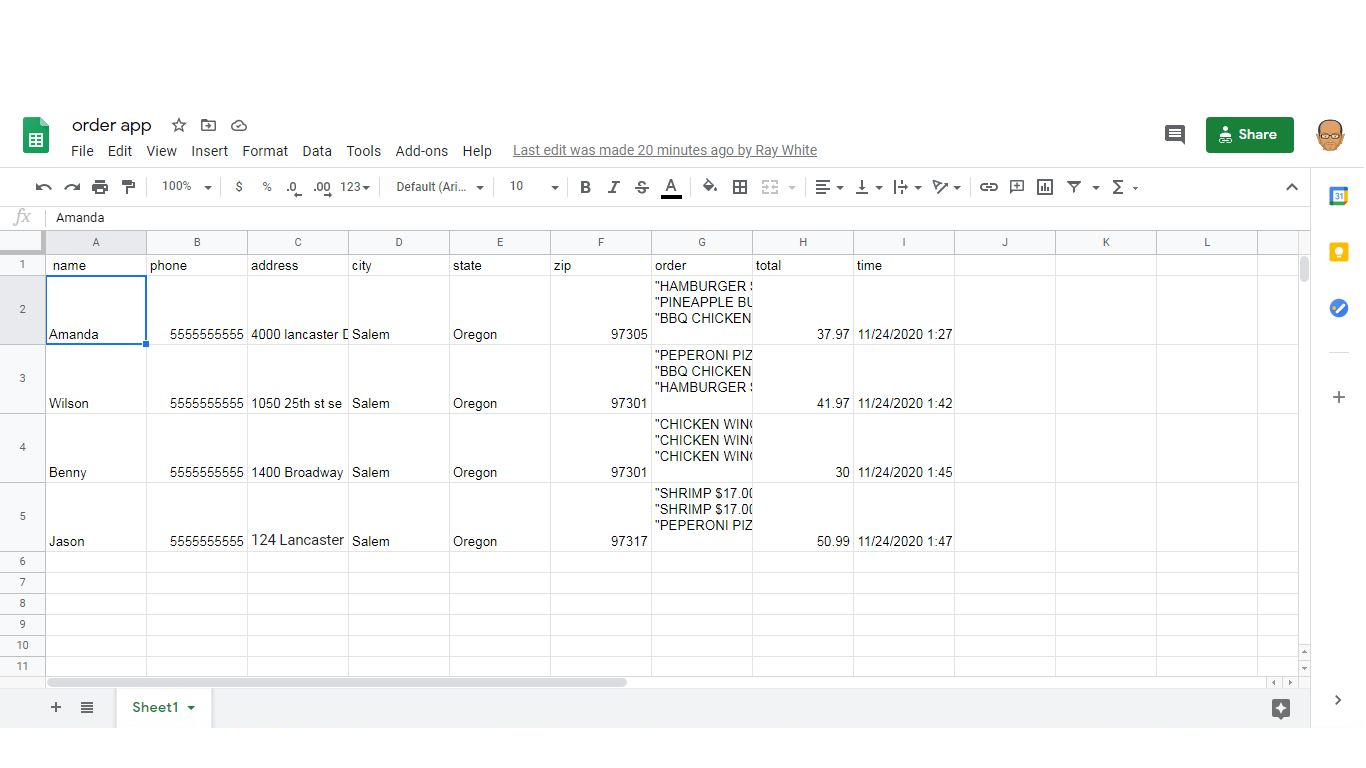 order app
File Edit View Insert Format Data Tools Add-ons Help Last edit was made 20 minutes ago by Ray White
Share
100% $ % .0 .00 123 Default (Ari... 10 B I S A Σ
31
fx Amanda
A B C D E F G H I J K L
1 name phone address city state zip order total time
"HAMBURGER
"PINEAPPLE BU
"BBQ CHICKEN
2 Amanda 5555555555 4000 lancaster D Salem Oregon 97305 37.97 11/24/2020 1:27
"PEPERONI PIZ
"BBQ CHICKEN
"HAMBURGER
3 Wilson 5555555555 1050 25th st se Salem Oregon 97301 41.97 11/24/2020 1:42
"CHICKEN WING
"CHICKEN WING
"CHICKEN WING
4 Benny 5555555555 1400 Broadway Salem Oregon 97301 30 11/24/2020 1:45
"SHRIMP $17.00
"SHRIMP $17.00
"PEPERONI PIZ
5 Jason 5555555555 124 Lancaster Salem Oregon 97317 50.99 11/24/2020 1:47
6
7
8
9
10
11
Sheet1